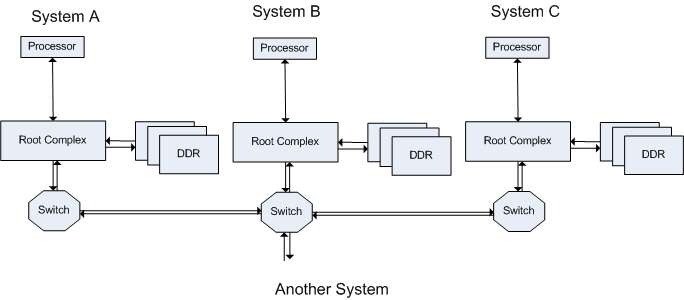 System A
System B
System C
Processor
Processor
Processor
Root Complex
DDR
Root Complex
DDR
Root Complex
DDR
Switch
Switch
Switch
Another System